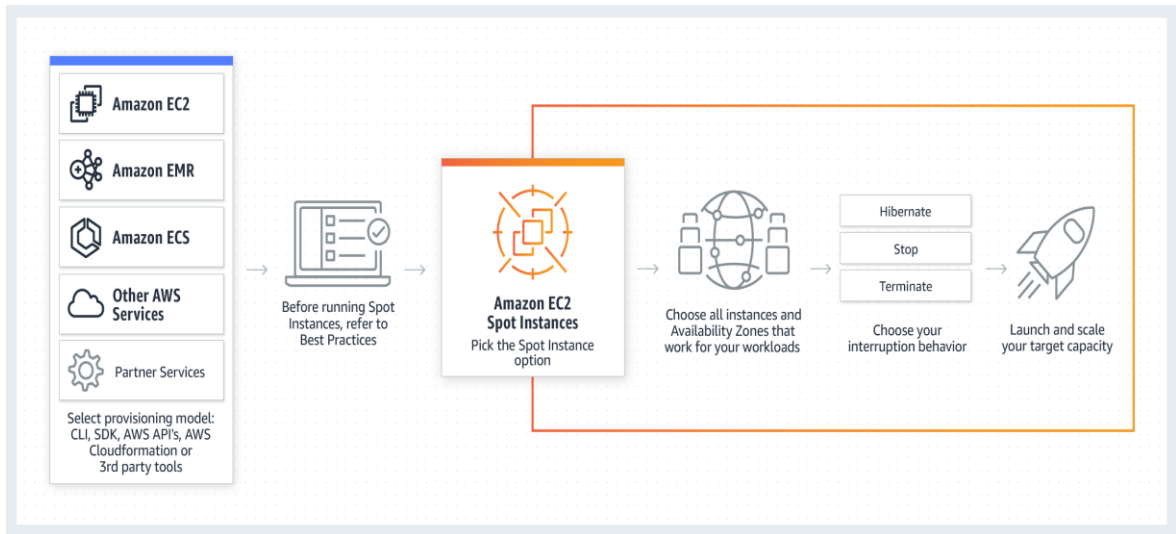 Amazon EC2
Amazon EMR
Amazon ECS
Other AWS
Services
Partner Services
Select provisioning model:
CLI, SDK, AWS API's, AWS
Cloudformation or
3rd party tools
Before running Spot
Instances, refer to
Best Practices
Amazon EC2
Spot Instances
Pick the Spot Instance
option
Choose all instances and
Availability Zones that
work for your workloads
Hibernate
Stop
Terminate
Choose your
interruption behavior
Launch and scale
your target capacity